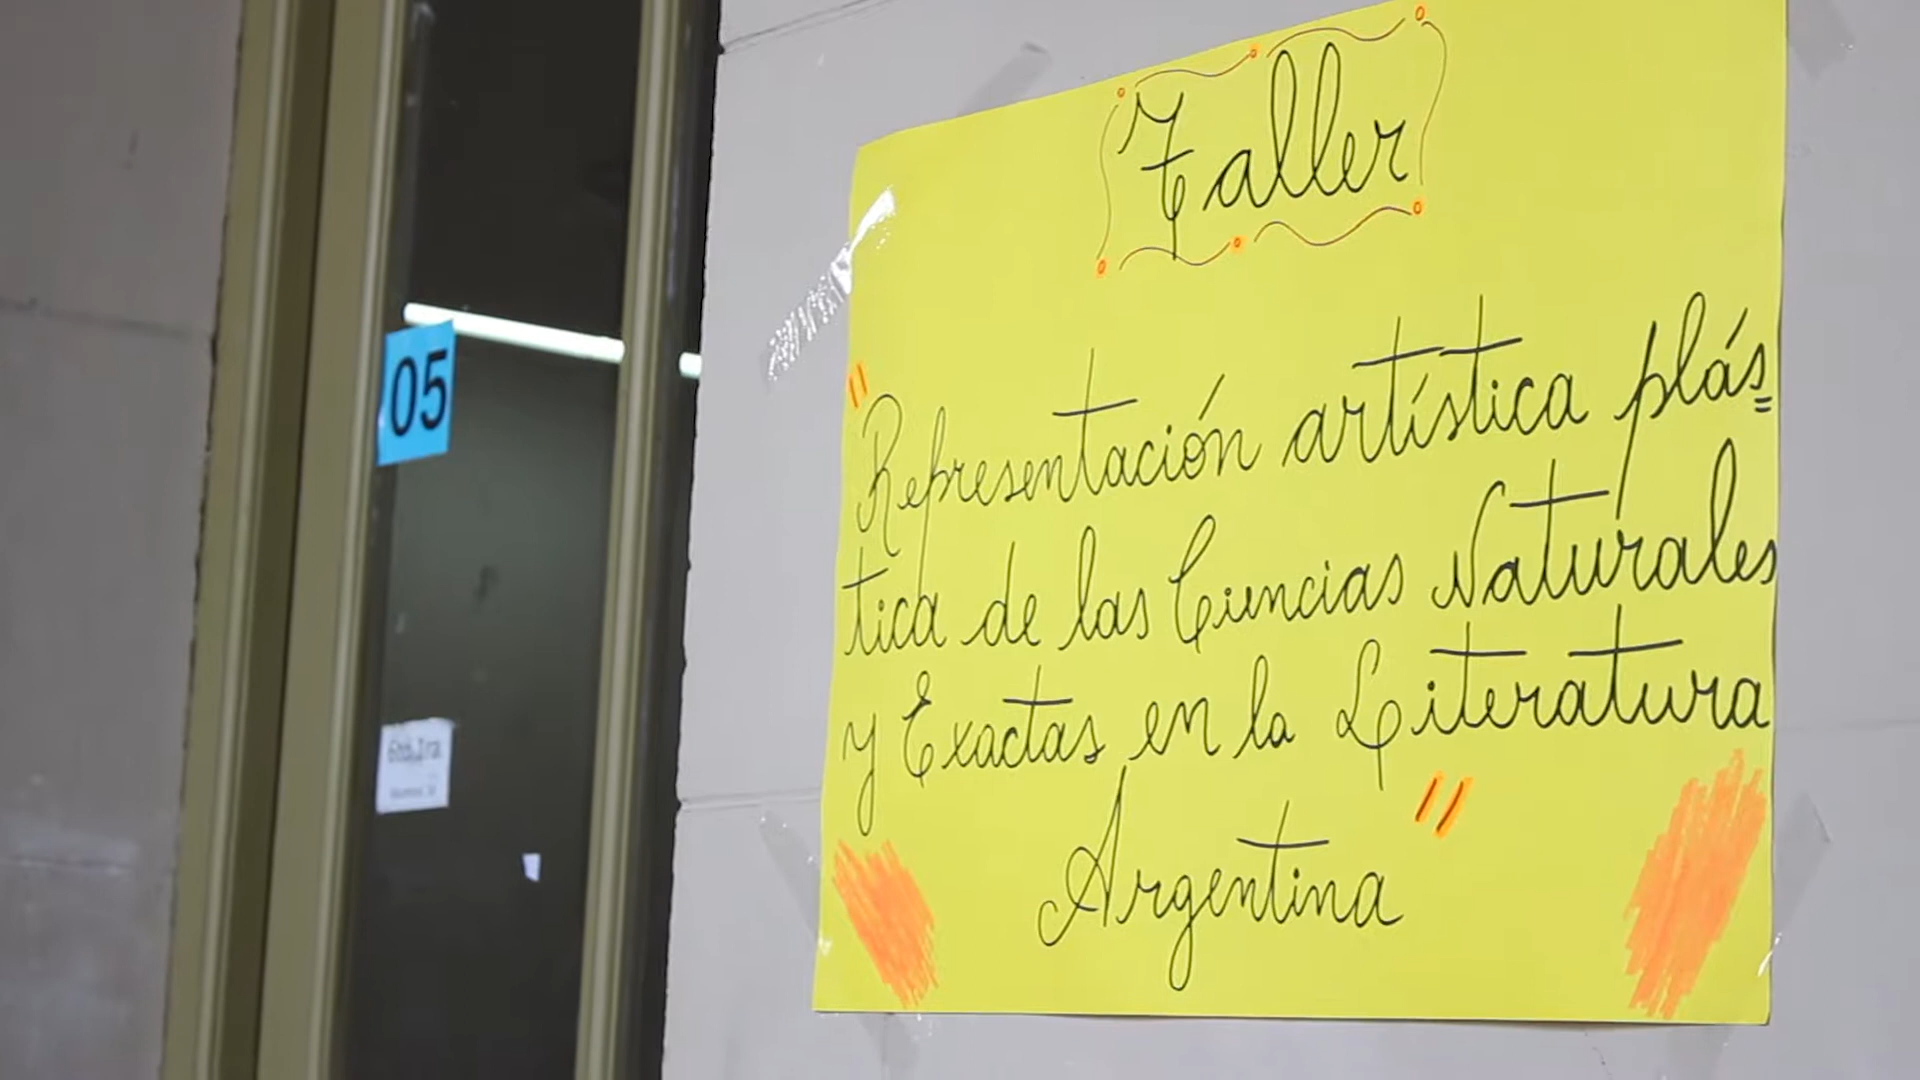 Taller
"Representación artística plás=
tica de las Ciencias Naturales
y Exactas en la Literatura
Argentina"
05